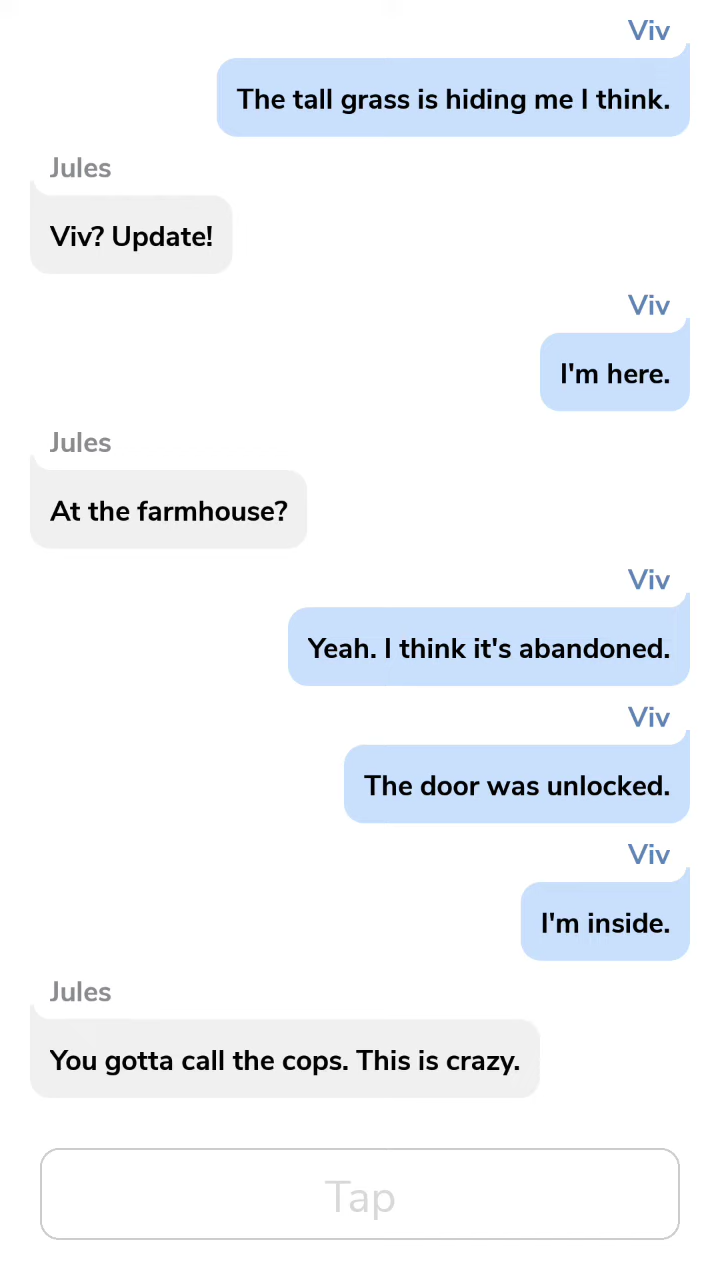 Viv
The tall grass is hiding me I think.
Jules
Viv? Update!
Viv
I'm here.
Jules
At the farmhouse?
Viv
Yeah. I think it's abandoned.
Viv
The door was unlocked.
Viv
I'm inside.
Jules
You gotta call the cops. This is crazy.
Tap